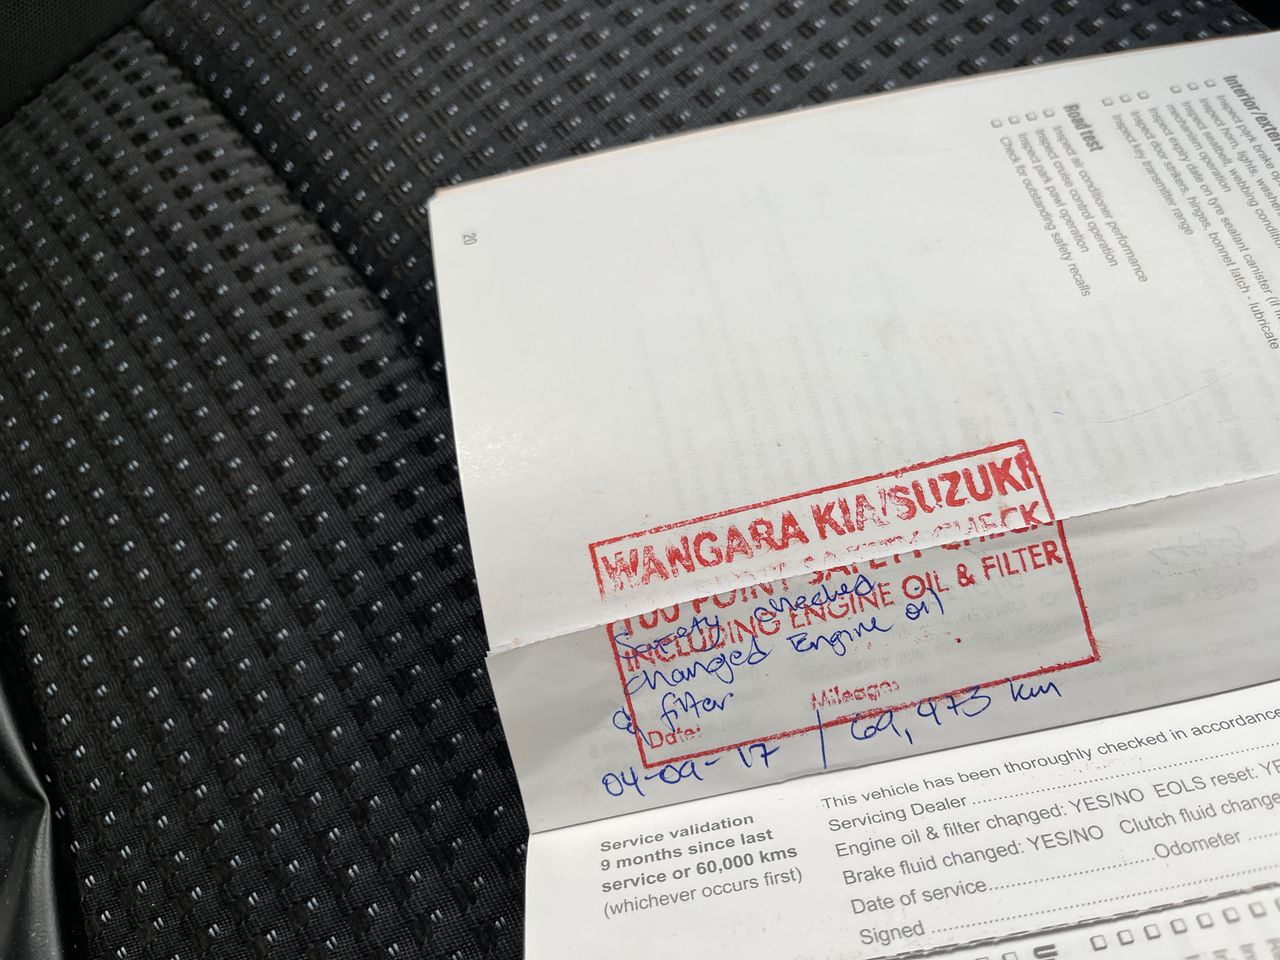 20
Interior/exteri
Inspect park brake op
Inspect horn, lights, washer
Inspect seatbelt, webbing conditi
mechanism operation
Inspect expiry date on tyre sealant canister (if
Inspect door strikers, hinges, bonnet latch - lubricate
Inspect key transmitter range
Road test
Inspect air conditioner performance
Inspect cruise control operation
Inspect park pawl operation
Check for outstanding safety recalls
WANGARA KIA/SUZUKI
100 POINT SAFETY CHECK
INCLUDING ENGINE OIL & FILTER
Safety checked
changed Engine oil
& filter
Mileage:
Date:
04-09-17 / 69,973 km
Service validation
9 months since last
service or 60,000 kms
(whichever occurs first)
This vehicle has been thoroughly checked in accordance
Servicing Dealer
Engine oil & filter changed: YES/NO EOLS reset: YE
Brake fluid changed: YES/NO Clutch fluid change
Date of service Odometer
Signed